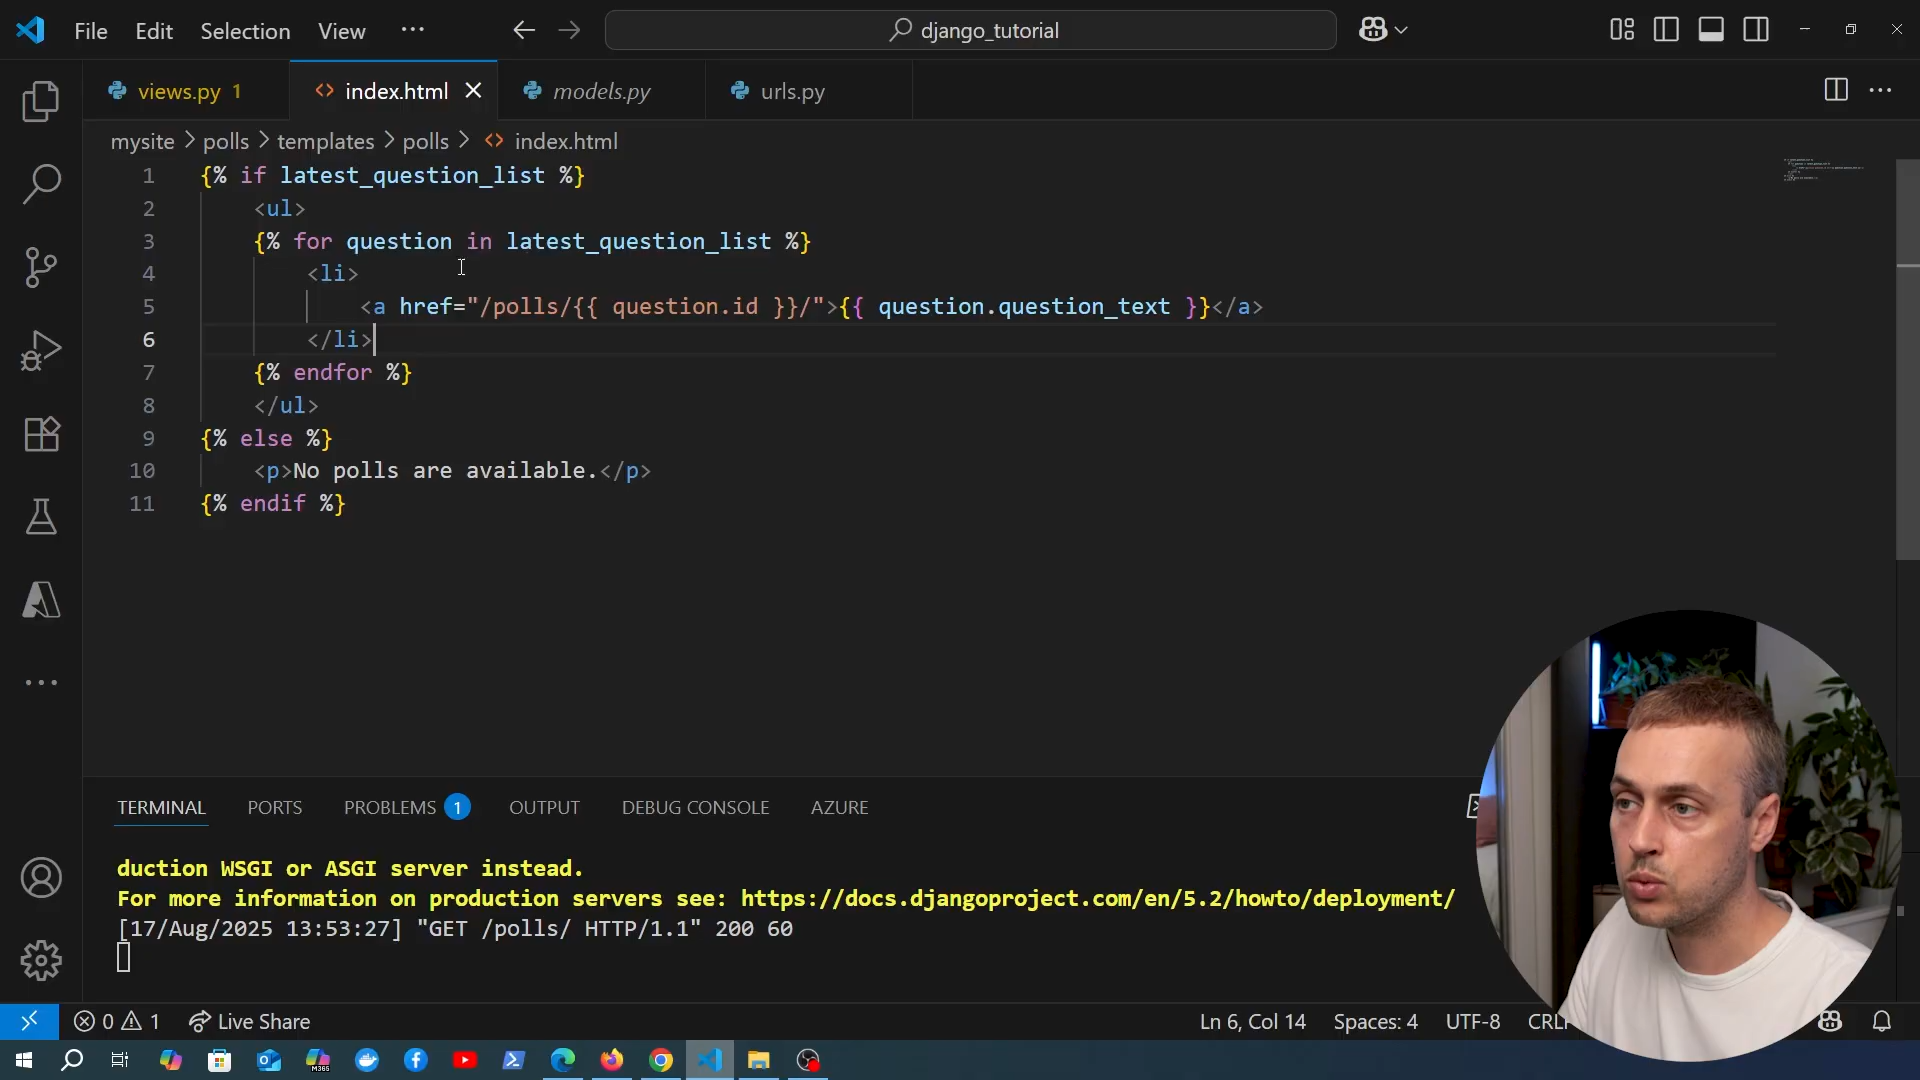 File Edit Selection View ··· django_tutorial
views.py 1 index.html models.py urls.py
mysite > polls > templates > polls > index.html
1 {% if latest_question_list %}
2 <ul>
3 {% for question in latest_question_list %}
4 <li>
5 <a href="/polls/{{ question.id }}/">{{ question.question_text }}</a>
6 </li>
7 {% endfor %}
8 </ul>
9 {% else %}
10 <p>No polls are available.</p>
11 {% endif %}
TERMINAL PORTS PROBLEMS 1 OUTPUT DEBUG CONSOLE AZURE
duction WSGI or ASGI server instead.
For more information on production servers see: https://docs.djangoproject.com/en/5.2/howto/deployment/
[17/Aug/2025 13:53:27] "GET /polls/ HTTP/1.1" 200 60
0 1 Live Share Ln 6, Col 14 Spaces: 4 UTF-8